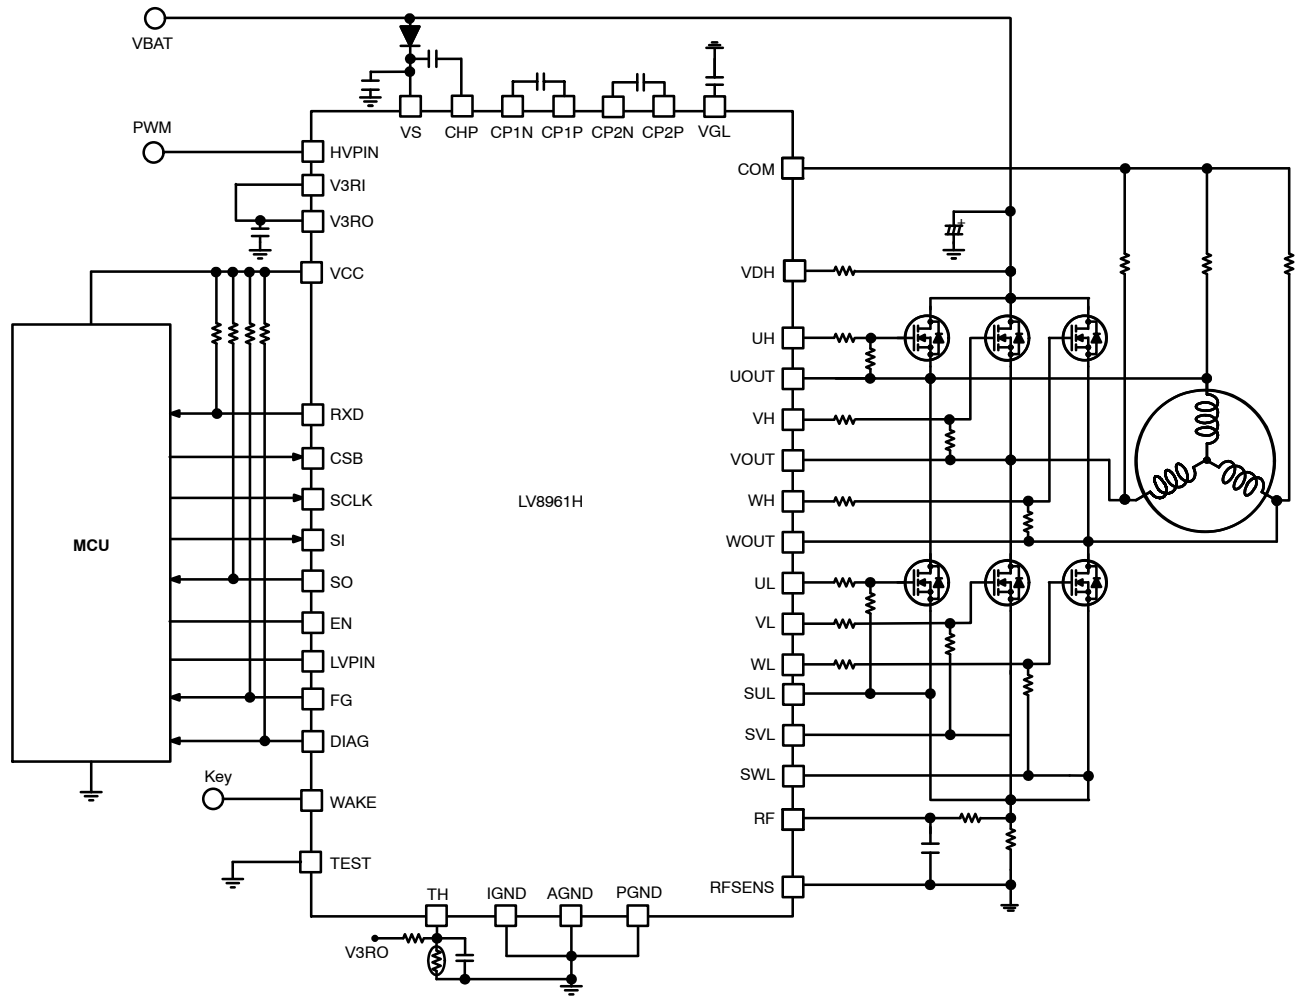 VBAT
VS
CHP
CP1N
CP1P
CP2N
CP2P
VGL
PWM
HVPIN
V3RI
V3RO
VCC
RXD
CSB
SCLK
SI
SO
EN
LVPIN
FG
DIAG
MCU
Key
WAKE
TEST
LV8961H
COM
VDH
UH
UOUT
VH
VOUT
WH
WOUT
UL
VL
WL
SUL
SVL
SWL
RF
RFSENS
+
TH
IGND
AGND
PGND
V3RO